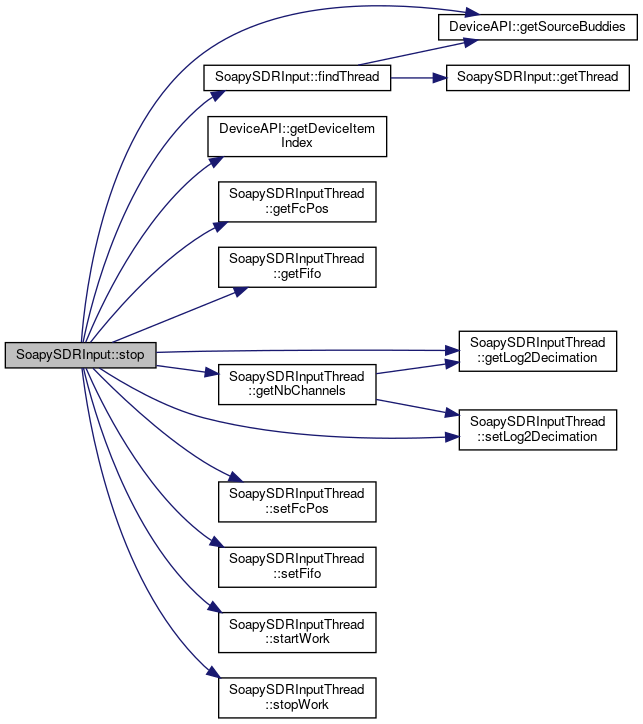 DeviceAPI::getSourceBuddies
SoapySDRInput::findThread
SoapySDRInput::getThread
DeviceAPI::getDeviceItem
Index
SoapySDRInputThread
::getFcPos
SoapySDRInputThread
::getFifo
SoapySDRInput::stop
SoapySDRInputThread
::getLog2Decimation
SoapySDRInputThread
::getNbChannels
SoapySDRInputThread
::setLog2Decimation
SoapySDRInputThread
::setFcPos
SoapySDRInputThread
::setFifo
SoapySDRInputThread
::startWork
SoapySDRInputThread
::stopWork